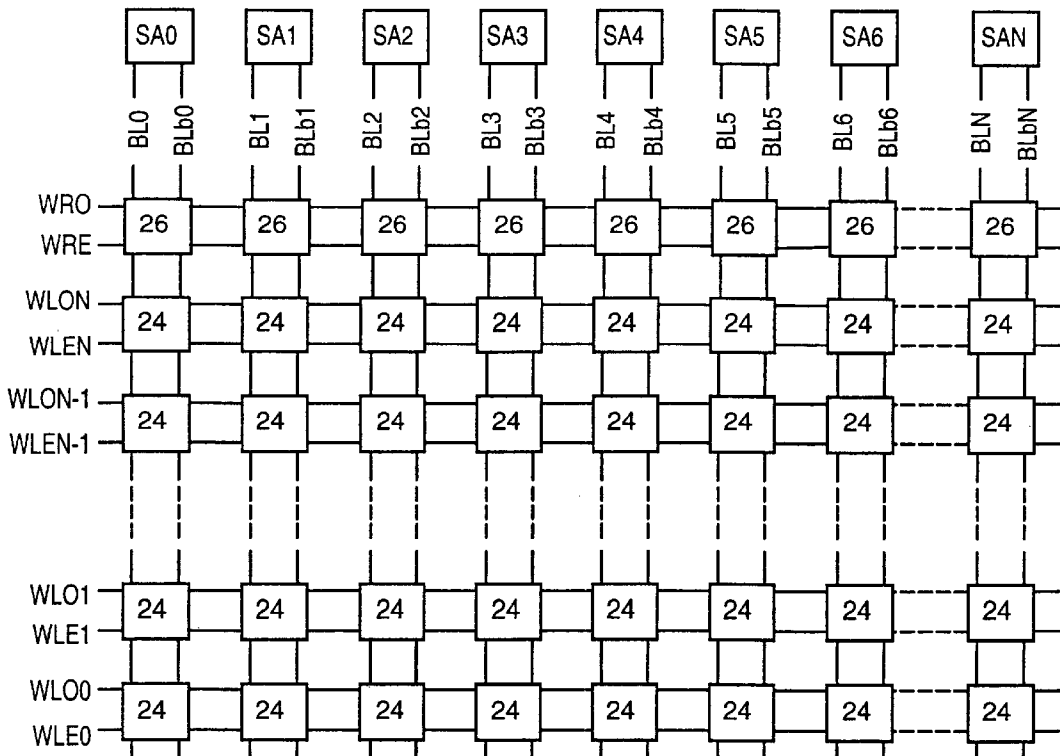 SA0 SA1 SA2 SA3 SA4 SA5 SA6 SAN
BL0 BLb0 BL1 BLb1 BL2 BLb2 BL3 BLb3 BL4 BLb4 BL5 BLb5 BL6 BLb6 BLN BLbN
WRO
26 26 26 26 26 26 26 26
WRE
WLON
24 24 24 24 24 24 24 24
WLEN
WLON-1
24 24 24 24 24 24 24 24
WLEN-1
WLO1
24 24 24 24 24 24 24 24
WLE1
WLO0
24 24 24 24 24 24 24 24
WLE0